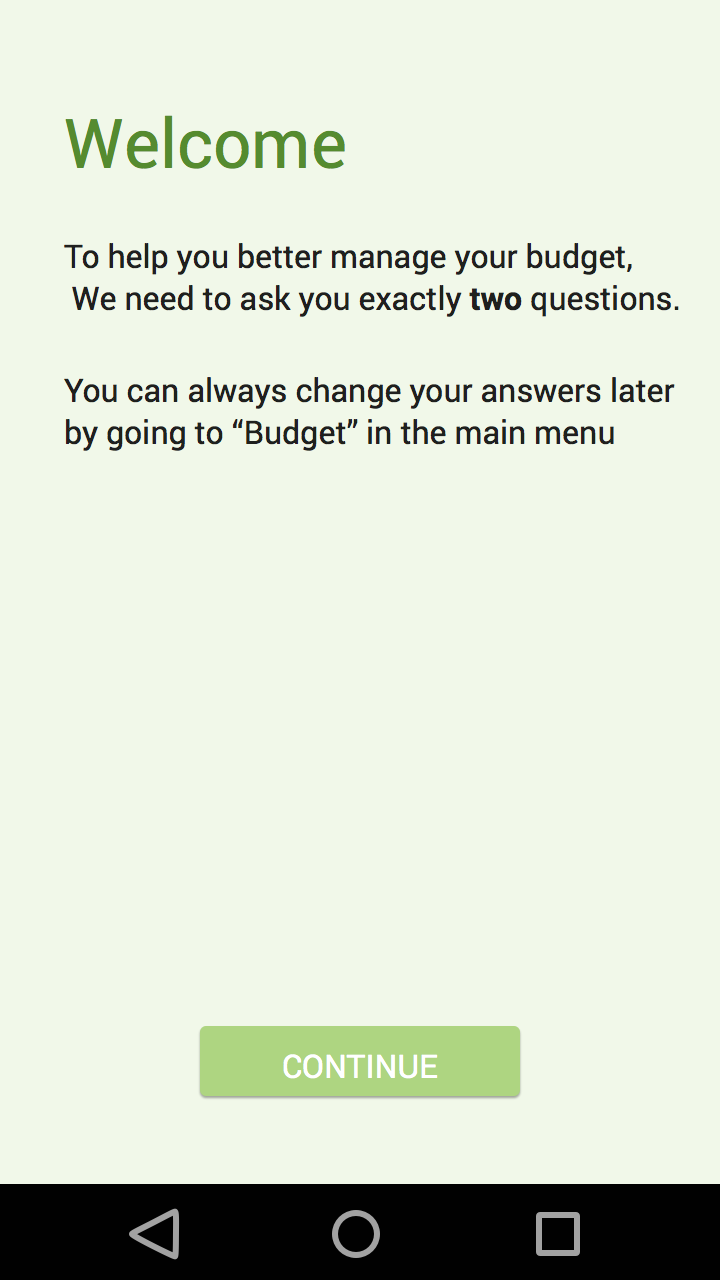 Welcome
To help you better manage your budget,
We need to ask you exactly two questions.
You can always change your answers later
by going to “Budget” in the main menu
CONTINUE